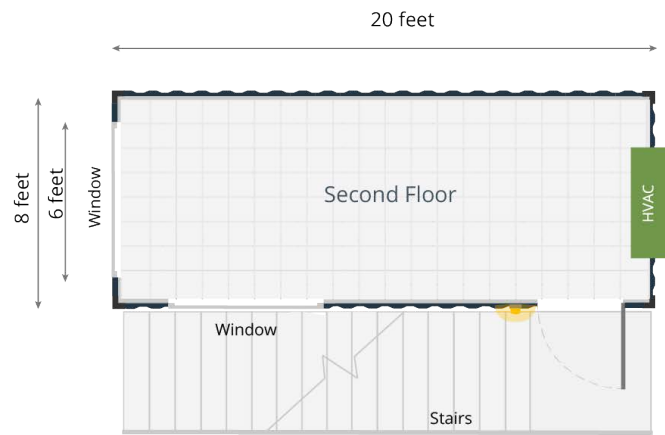 20 feet
8 feet
6 feet
Window
Second Floor
HVAC
Window
Stairs